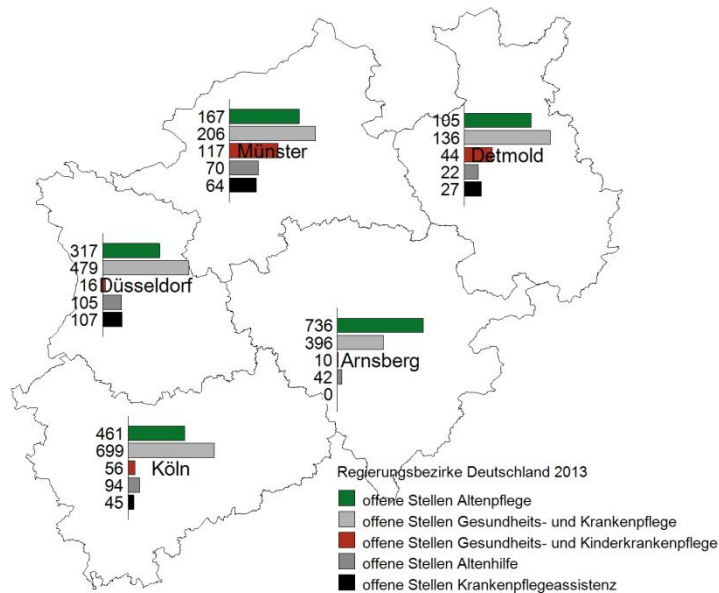 167
206
117
Münster
70
64
105
136
44
Detmold
22
27
317
479
16
Düsseldorf
105
107
736
396
10
Arnsberg
42
0
461
699
56
Köln
94
45
Regierungsbezirke Deutschland 2013
offene Stellen Altenpflege
offene Stellen Gesundheits- und Krankenpflege
offene Stellen Gesundheits- und Kinderkrankenpflege
offene Stellen Altenhilfe
offene Stellen Krankenpflegeassistenz